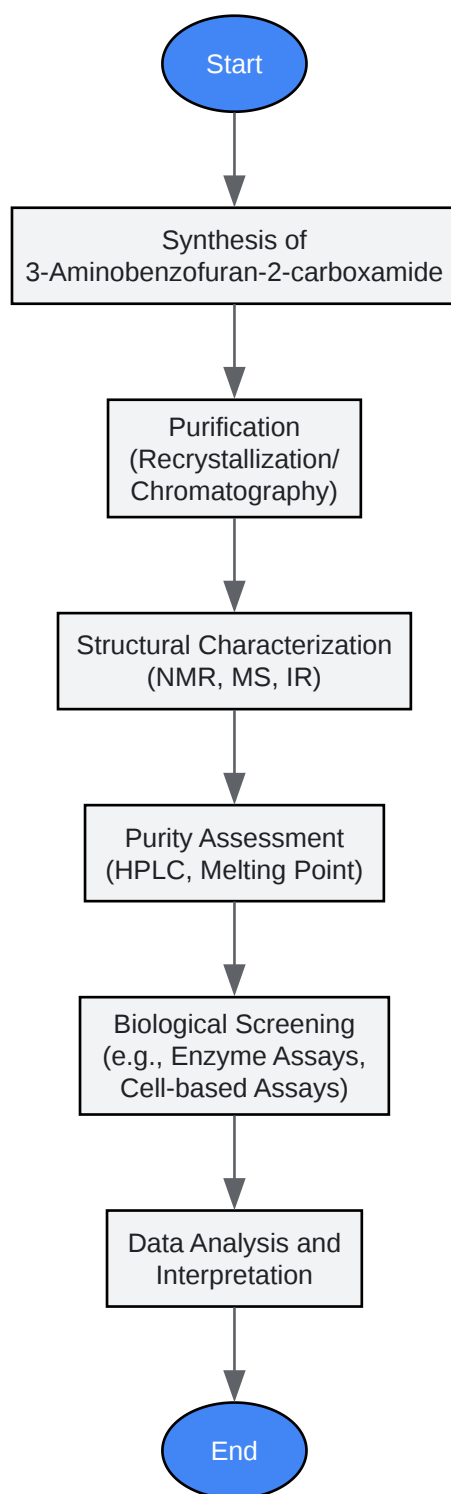 Start
Synthesis of
3-Aminobenzofuran-2-carboxamide
Purification
(Recrystallization/
Chromatography)
Structural Characterization
(NMR, MS, IR)
Purity Assessment
(HPLC, Melting Point)
Biological Screening
(e.g., Enzyme Assays,
Cell-based Assays)
Data Analysis and
Interpretation
End